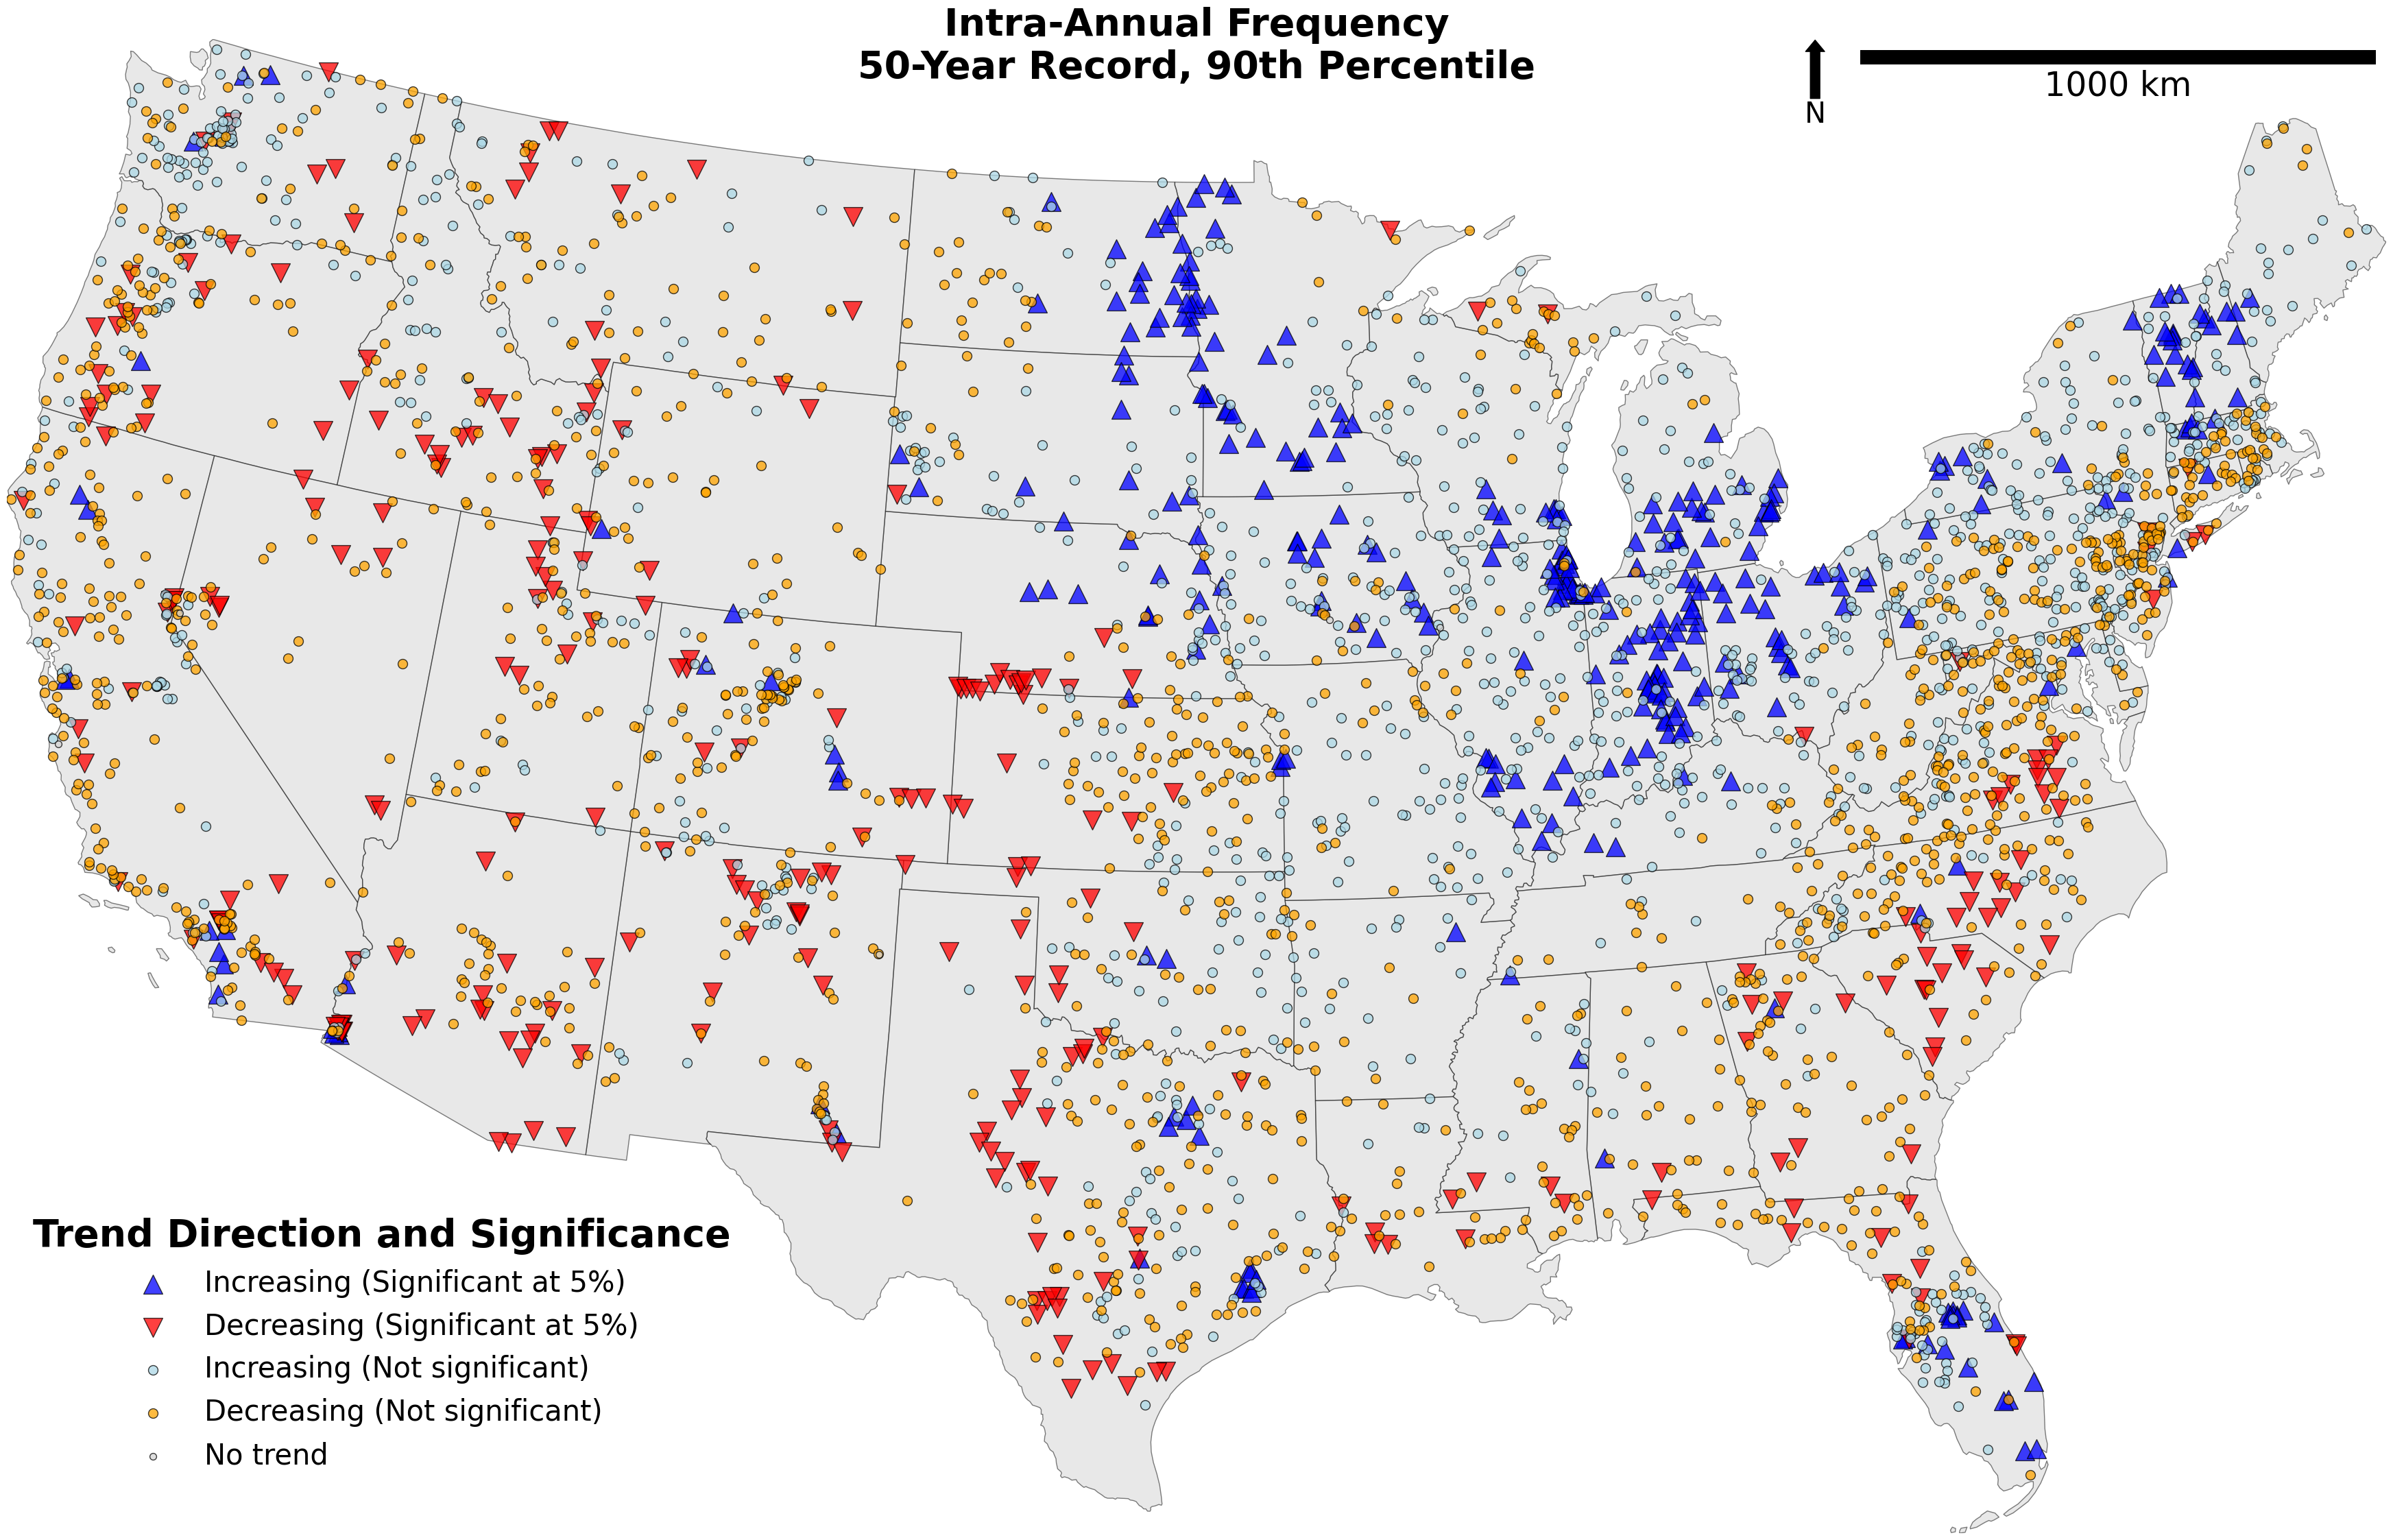 Intra-Annual Frequency
50-Year Record, 90th Percentile
N
1000 km
Trend Direction and Significance
Increasing (Significant at 5%)
Decreasing (Significant at 5%)
Increasing (Not significant)
Decreasing (Not significant)
No trend